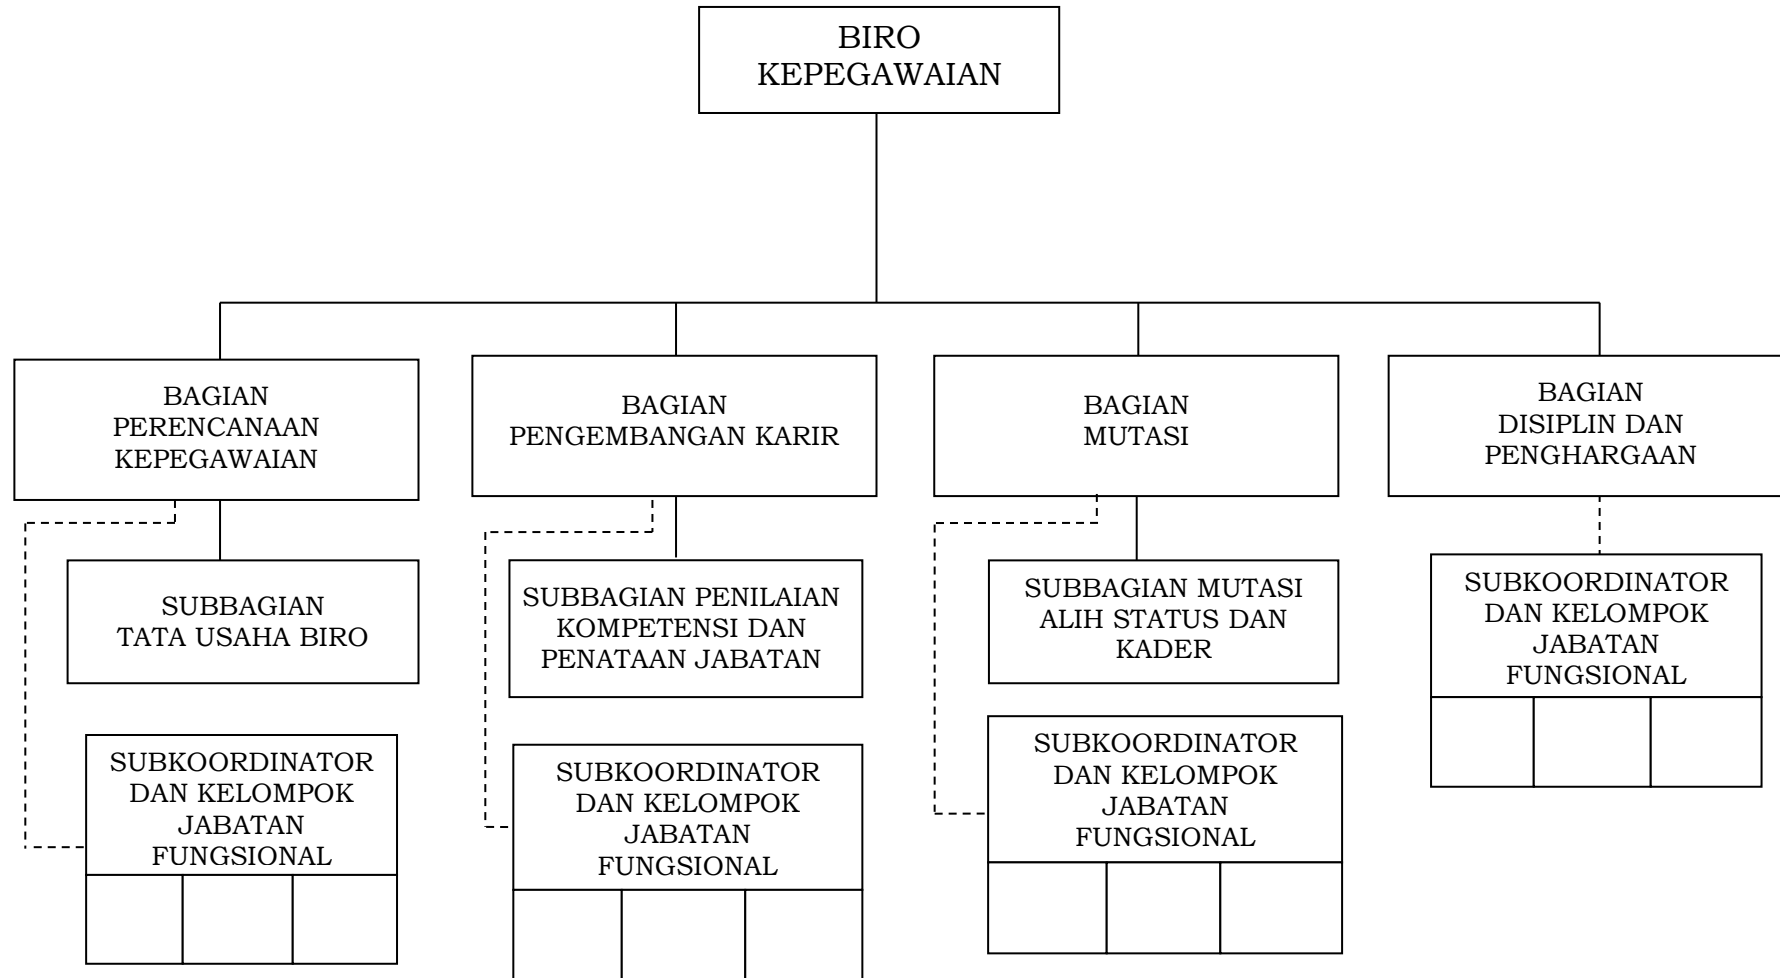 BIRO
KEPEGAWAIAN
BAGIAN
PERENCANAAN
KEPEGAWAIAN
BAGIAN
PENGEMBANGAN KARIR
BAGIAN
MUTASI
BAGIAN
DISIPLIN DAN
PENGHARGAAN
SUBBAGIAN
TATA USAHA BIRO
SUBBAGIAN PENILAIAN
KOMPETENSI DAN
PENATAAN JABATAN
SUBBAGIAN MUTASI
ALIH STATUS DAN
KADER
SUBKOORDINATOR
DAN KELOMPOK
JABATAN
FUNGSIONAL
SUBKOORDINATOR
DAN KELOMPOK
JABATAN
FUNGSIONAL
SUBKOORDINATOR
DAN KELOMPOK
JABATAN
FUNGSIONAL
SUBKOORDINATOR
DAN KELOMPOK
JABATAN
FUNGSIONAL